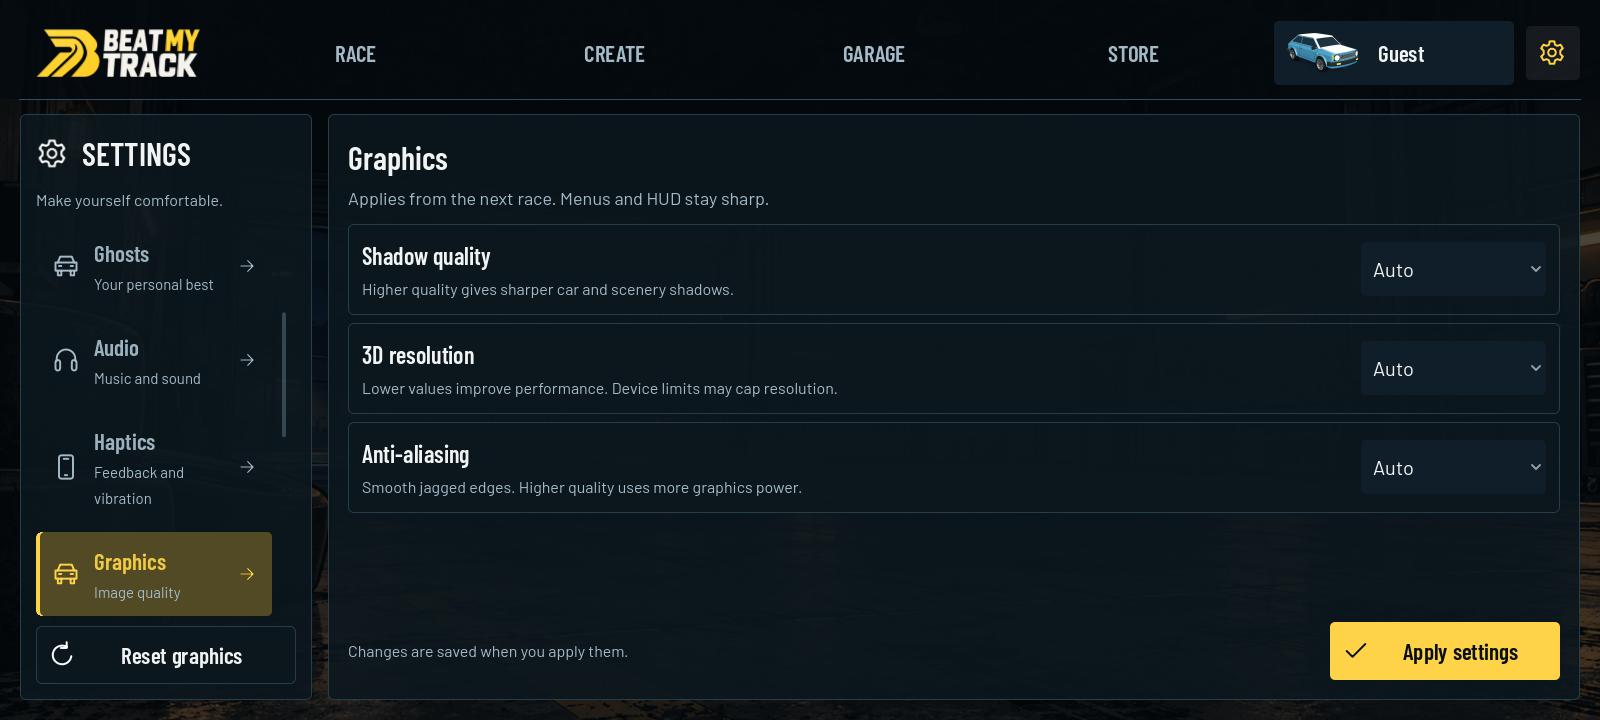 BEATMY
TRACK
RACE
CREATE
GARAGE
STORE
Guest
SETTINGS
Make yourself comfortable.
Ghosts
Your personal best
Audio
Music and sound
Haptics
Feedback and
vibration
Graphics
Image quality
Reset graphics
Graphics
Applies from the next race. Menus and HUD stay sharp.
Shadow quality
Higher quality gives sharper car and scenery shadows.
Auto
3D resolution
Lower values improve performance. Device limits may cap resolution.
Auto
Anti-aliasing
Smooth jagged edges. Higher quality uses more graphics power.
Auto
Changes are saved when you apply them.
Apply settings